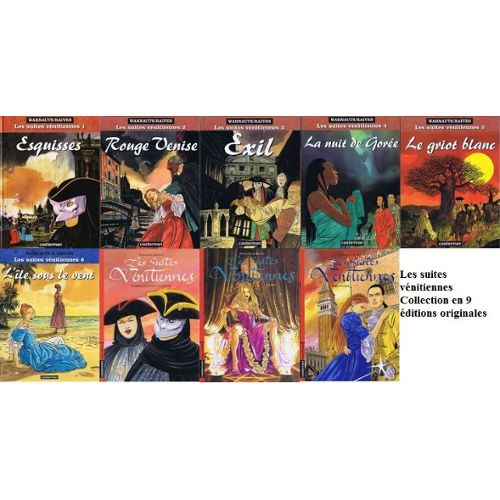 WARNAUTS/RAIVES
Les suites vénitiennes 1
Esquisses
casterman
WARNAUTS/RAIVES
Les suites vénitiennes 2
Rouge Venise
casterman
WARNAUTS/RAIVES
Les suites vénitiennes 3
Exil
casterman
WARNAUTS/RAIVES
Les suites vénitiennes 4
La nuit de Gorée
casterman
WARNAUTS/RAIVES
Les suites vénitiennes 5
Le griot blanc
casterman
WARNAUTS & RAIVES
Les suites vénitiennes 6
L'île sous le vent
casterman
Les Suites
Vénitiennes
Les Suites
Vénitiennes
Les Suites
Vénitiennes
Les suites
vénitiennes
Collection en 9
éditions originales